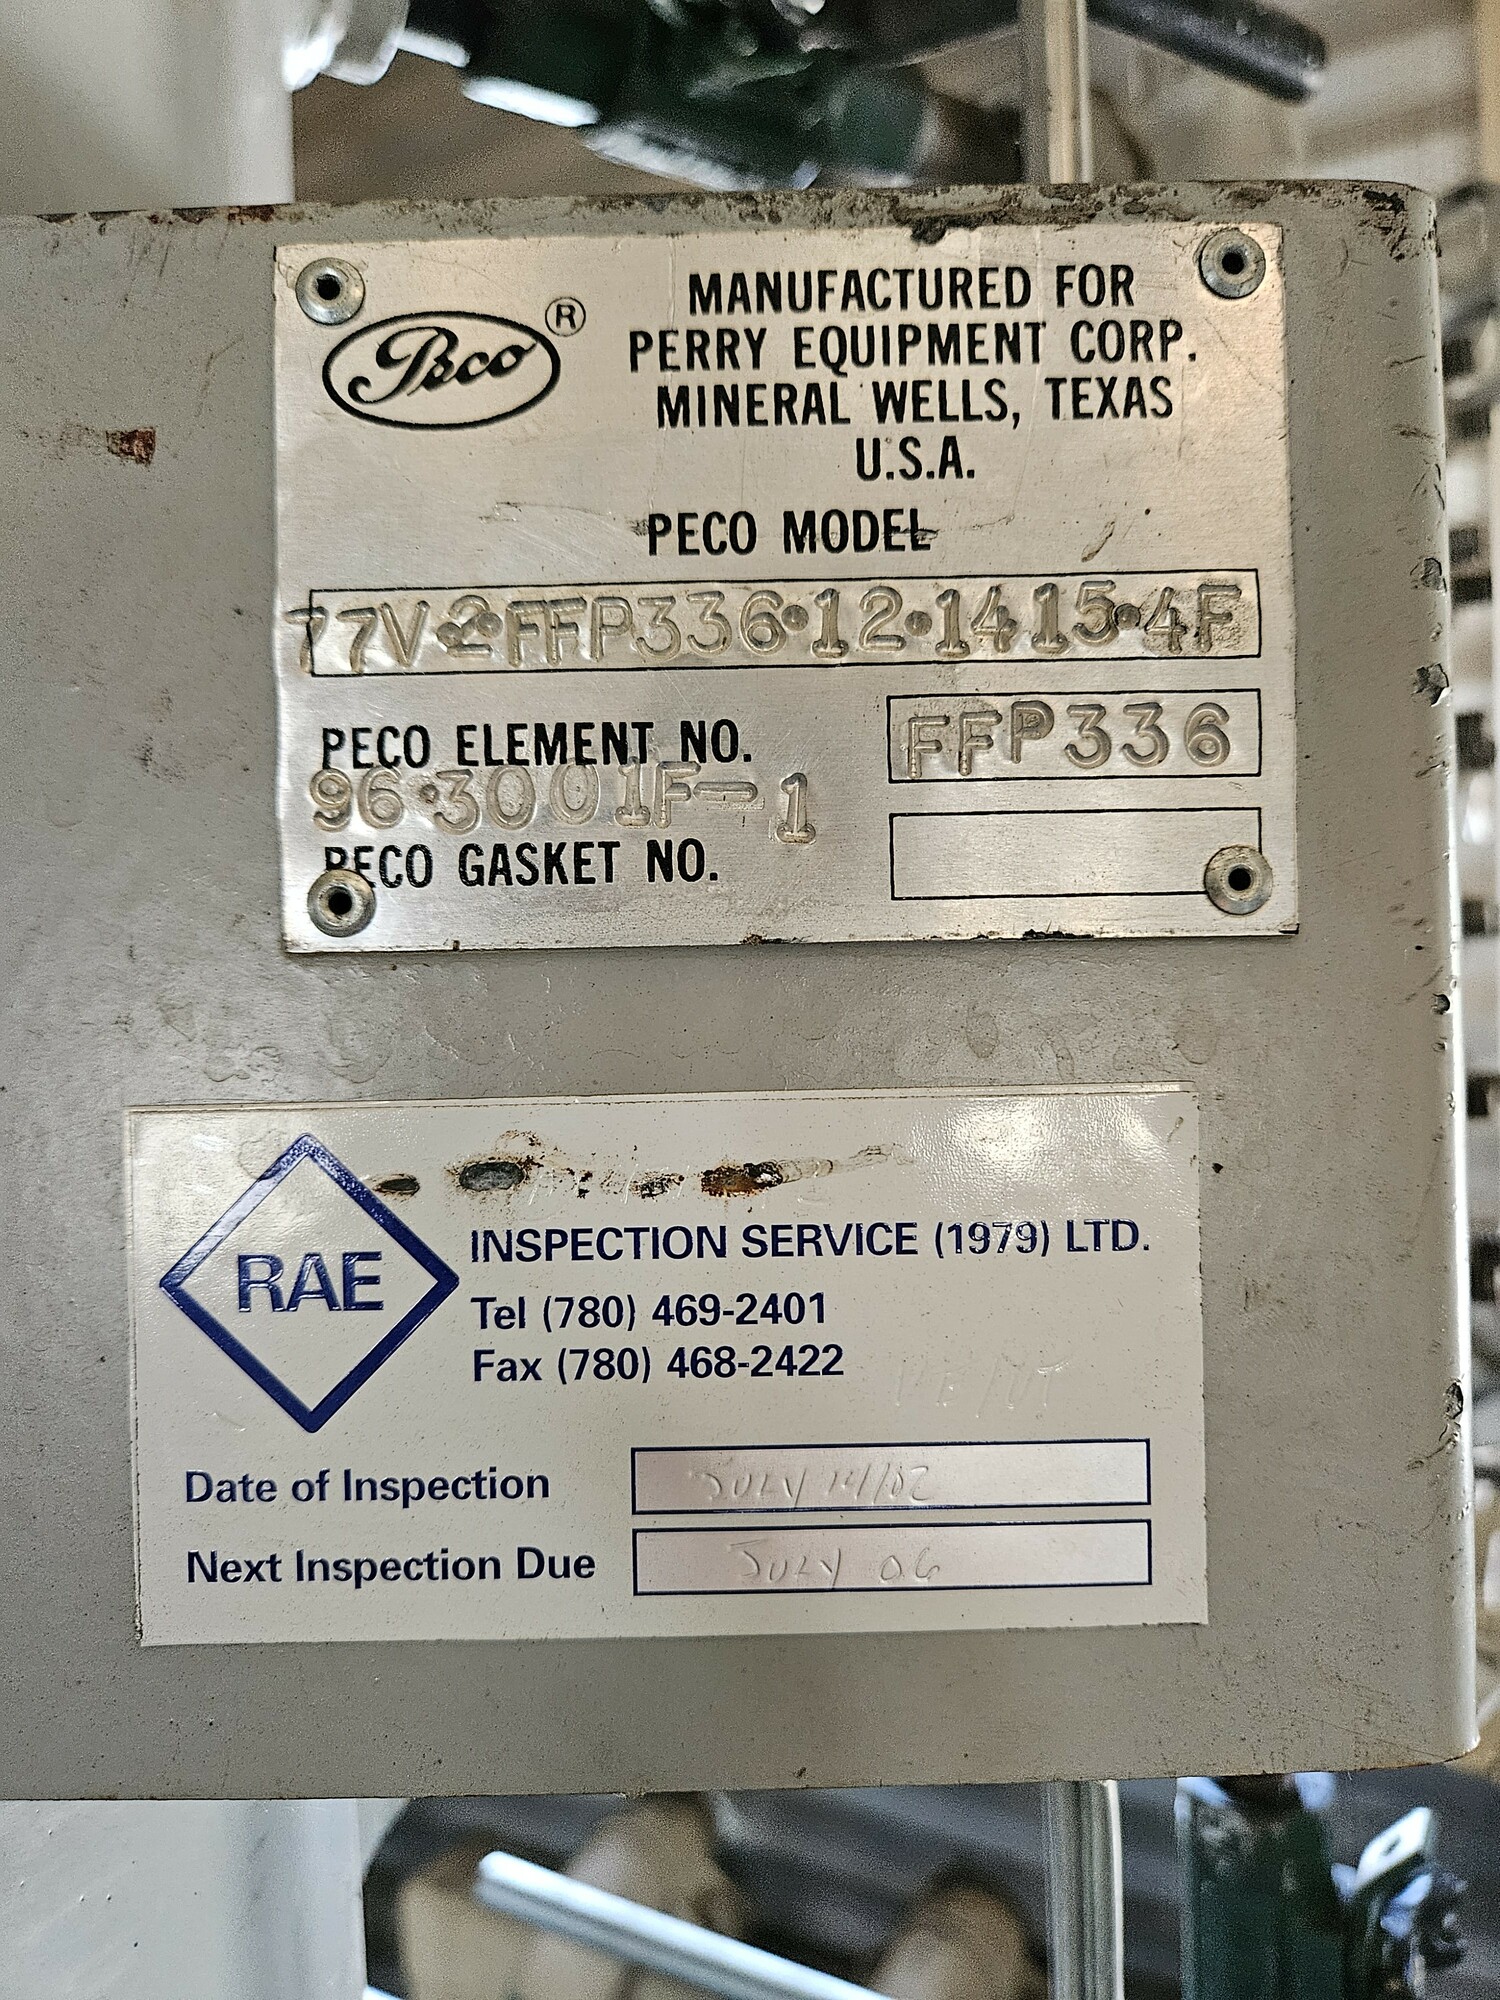 Peco ®
MANUFACTURED FOR
PERRY EQUIPMENT CORP.
MINERAL WELLS, TEXAS
U.S.A.
PECO MODEL
77V•2•FFP336•12•1415•4F
PECO ELEMENT NO.
FFP336
96•3001F-1
PECO GASKET NO.
RAE
INSPECTION SERVICE (1979) LTD.
Tel (780) 469-2401
Fax (780) 468-2422
Date of Inspection
JULY 14/02
Next Inspection Due
JULY 06